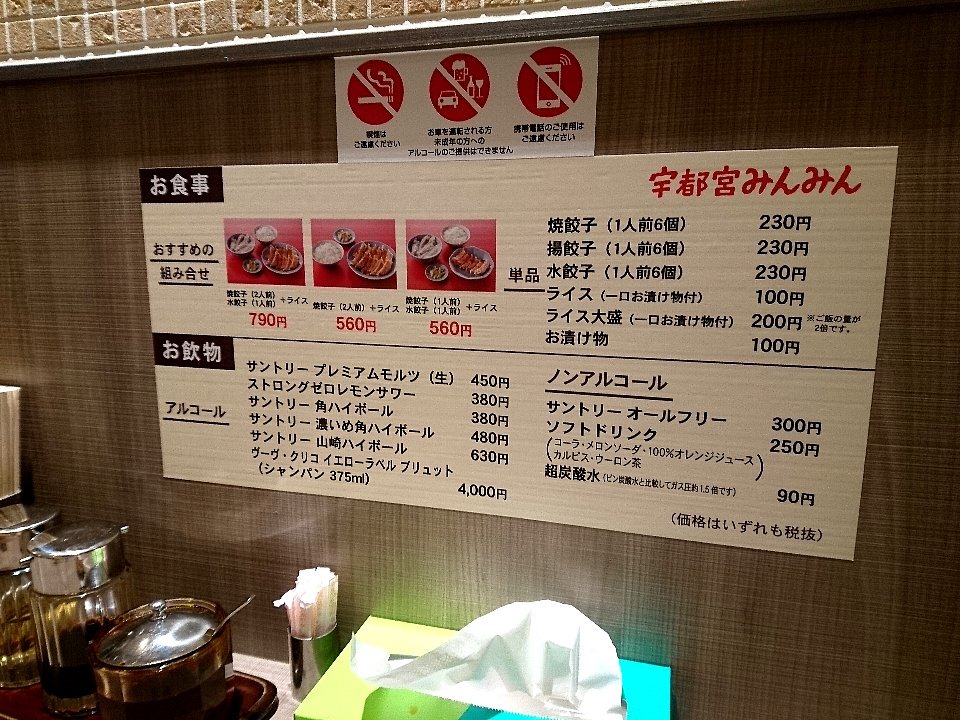 喫煙は
ご遠慮ください
お車を運転される方
未成年の方への
アルコールのご提供はできません
携帯電話のご使用は
ご遠慮ください
お食事
宇都宮みんみん
おすすめの
組み合せ
焼餃子(2人前)
水餃子(1人前)
+ライス
790円
焼餃子(2人前)+ライス
560円
焼餃子(1人前)
水餃子(1人前)
+ライス
560円
単品
焼餃子(1人前6個) 230円
揚餃子(1人前6個) 230円
水餃子(1人前6個) 230円
ライス(一口お漬け物付) 100円
ライス大盛(一口お漬け物付) 200円 ※ご飯の量が
2倍です。
お漬け物 100円
お飲物
アルコール
サントリー プレミアムモルツ(生) 450円
ストロングゼロレモンサワー 380円
サントリー 角ハイボール 380円
サントリー 濃いめ角ハイボール 480円
サントリー 山崎ハイボール 630円
ヴーヴ・クリコ イエローラベル ブリュット
(シャンパン 375ml) 4,000円
ノンアルコール
サントリー オールフリー 300円
ソフトドリンク 250円
(コーラ・メロンソーダ・100%オレンジジュース
カルピス・ウーロン茶)
超炭酸水(ビン炭酸水と比較してガス圧約1.5倍です) 90円
(価格はいずれも税抜)